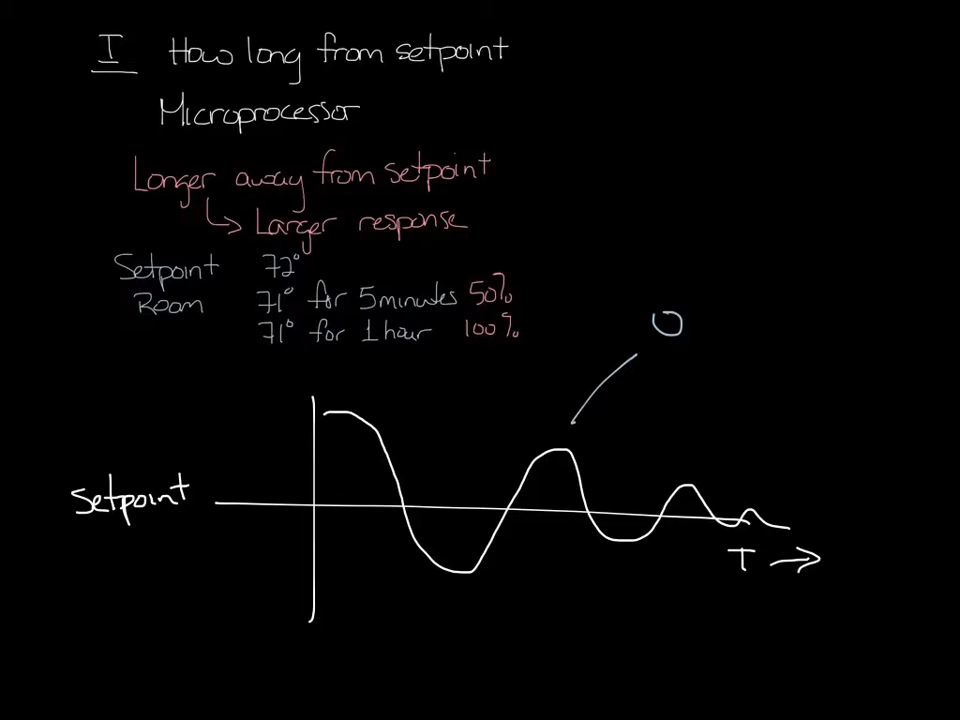 I How long from setpoint
Microprocessor
Longer away from setpoint
Larger response
Setpoint 72°
Room 71° for 5 minutes 50%
71° for 1 hour 100%
O
Setpoint
T